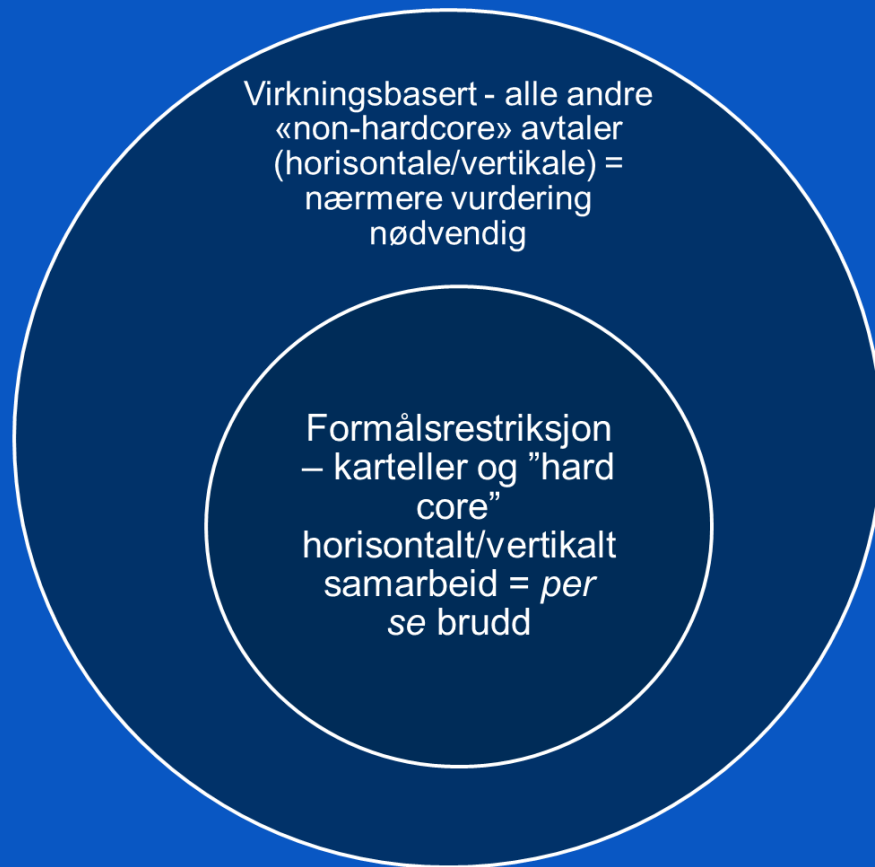 Virkningsbasert - alle andre
«non-hardcore» avtaler
(horisontale/vertikale) =
nærmere vurdering
nødvendig
Formålsrestriksjon
– karteller og ”hard
core”
horisontalt/vertikalt
samarbeid = per
se brudd